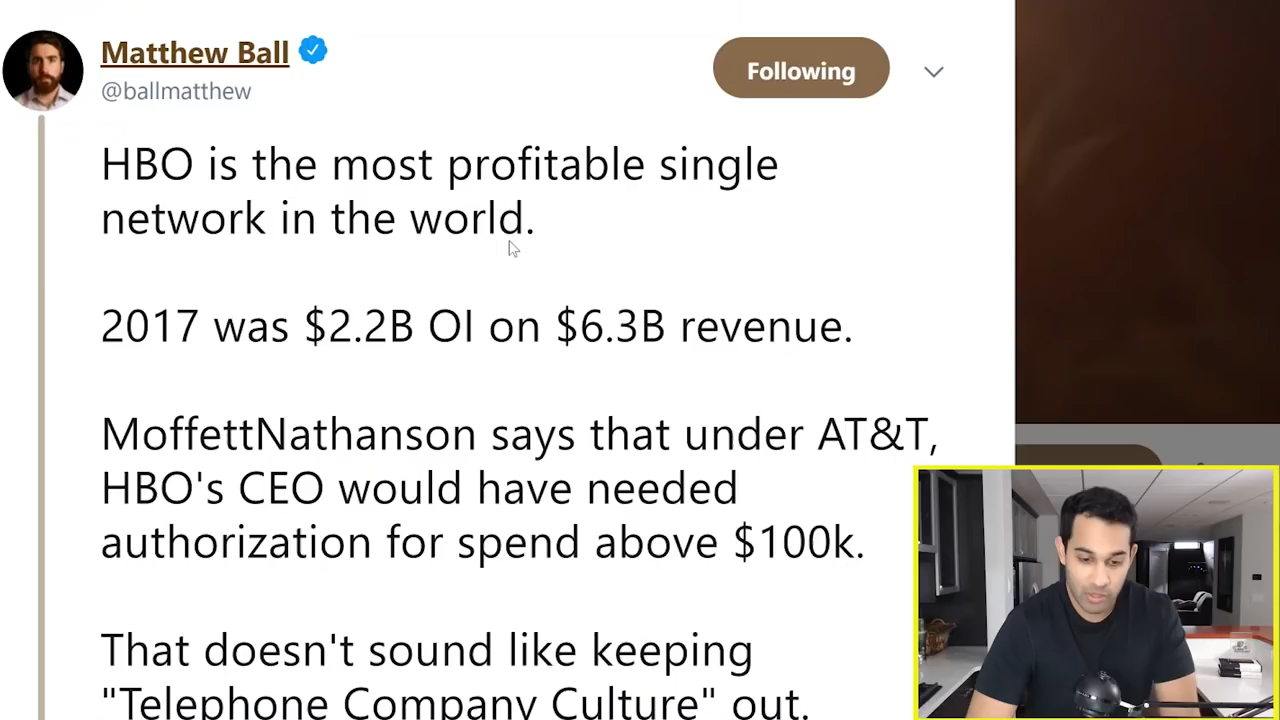 Matthew Ball
@ballmatthew
Following
HBO is the most profitable single
network in the world.
2017 was $2.2B OI on $6.3B revenue.
MoffettNathanson says that under AT&T,
HBO's CEO would have needed
authorization for spend above $100k.
That doesn't sound like keeping
"Telephone Company Culture" out.